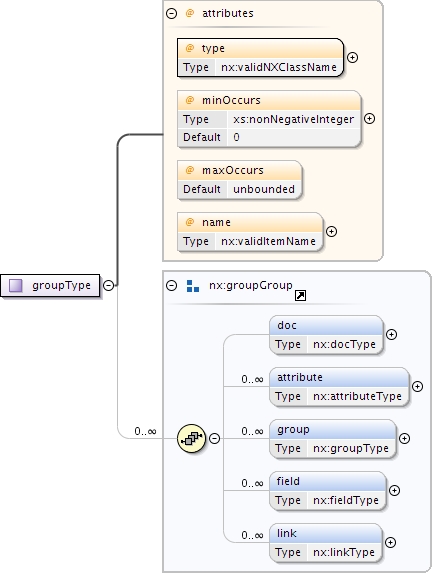 @ attributes
@ type
Type nx:validNXClassName
@ minOccurs
Type xs:nonNegativeInteger
Default 0
@ maxOccurs
Default unbounded
@ name
Type nx:validItemName
groupType
nx:groupGroup
doc
Type nx:docType
0..∞ attribute
Type nx:attributeType
0..∞
0..∞ group
Type nx:groupType
0..∞ field
Type nx:fieldType
0..∞ link
Type nx:linkType